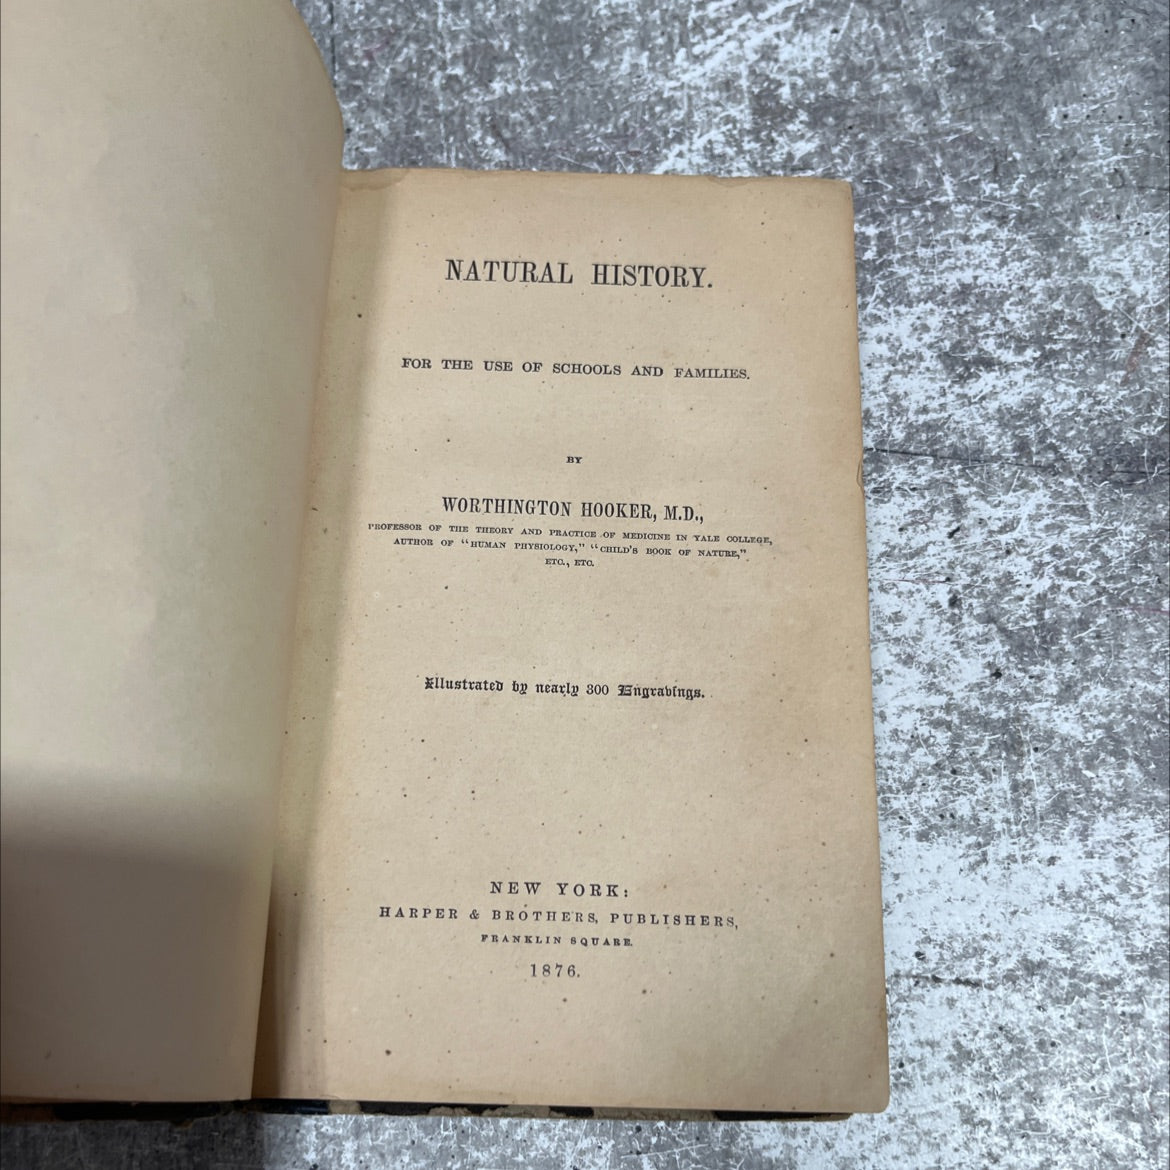 NATURAL HISTORY.
FOR THE USE OF SCHOOLS AND FAMILIES.
BY
WORTHINGTON HOOKER, M.D.,
PROFESSOR OF THE THEORY AND PRACTICE OF MEDICINE IN YALE COLLEGE,
AUTHOR OF "HUMAN PHYSIOLOGY," "CHILD'S BOOK OF NATURE,"
ETC., ETC.
Illustrated by nearly 300 Engravings.
NEW YORK:
HARPER & BROTHERS, PUBLISHERS,
FRANKLIN SQUARE.
1876.